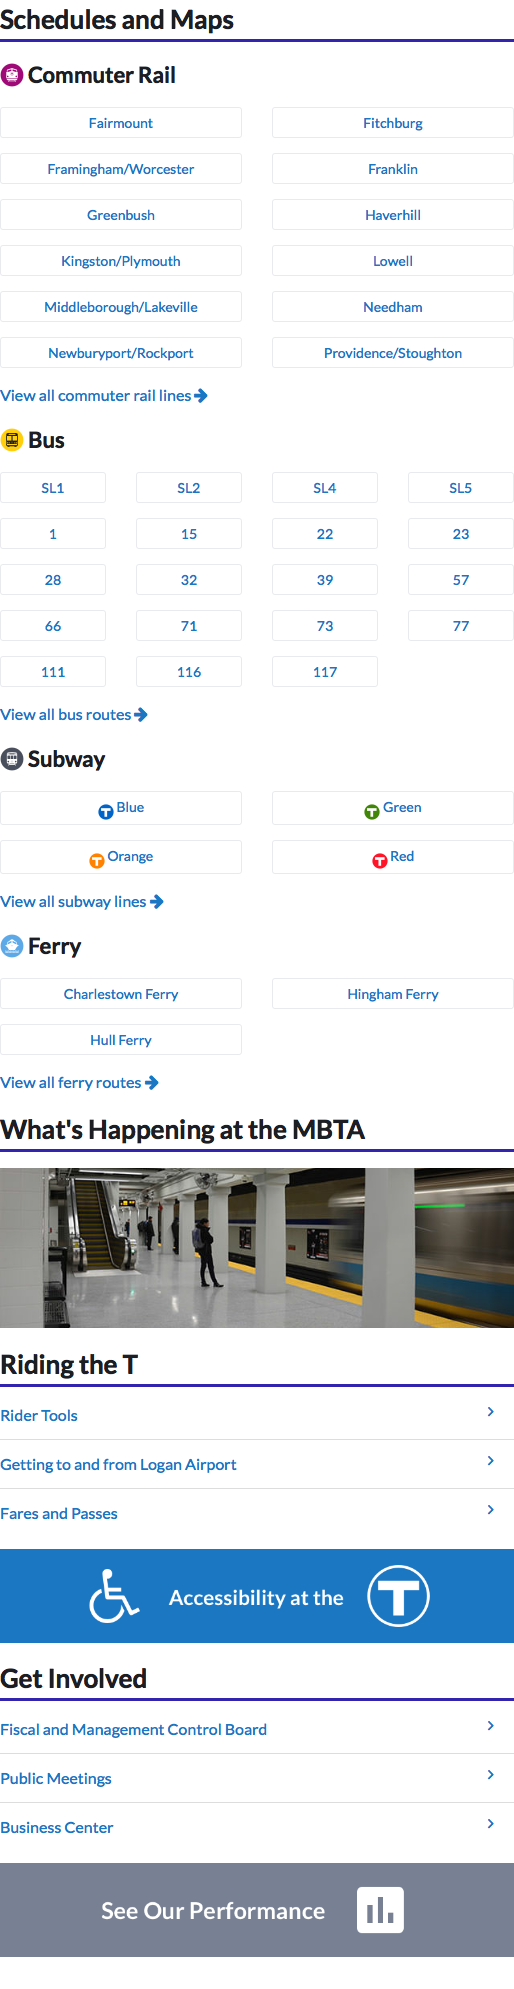 Schedules and Maps
Commuter Rail
Fairmount Fitchburg
Framingham/Worcester Franklin
Greenbush Haverhill
Kingston/Plymouth Lowell
Middleborough/Lakeville Needham
Newburyport/Rockport Providence/Stoughton
View all commuter rail lines
Bus
SL1 SL2 SL4 SL5
1 15 22 23
28 32 39 57
66 71 73 77
111 116 117
View all bus routes
Subway
T Blue T Green
T Orange T Red
View all subway lines
Ferry
Charlestown Ferry Hingham Ferry
Hull Ferry
View all ferry routes
What's Happening at the MBTA
Riding the T
Rider Tools
Getting to and from Logan Airport
Fares and Passes
Accessibility at the T
Get Involved
Fiscal and Management Control Board
Public Meetings
Business Center
See Our Performance